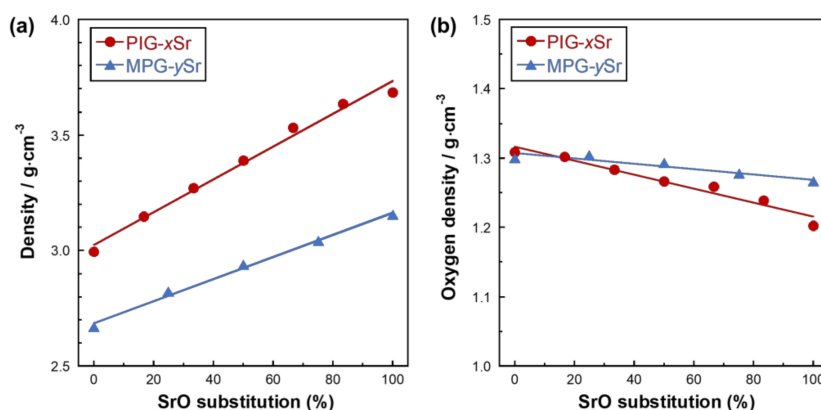 (a)
PIG-xSr
MPG-ySr
4.0
3.5
3.0
2.5
Density / g·cm⁻³
0 20 40 60 80 100
SrO substitution (%)
(b)
PIG-xSr
MPG-ySr
1.5
1.4
1.3
1.2
1.1
1.0
Oxygen density / g·cm⁻³
0 20 40 60 80 100
SrO substitution (%)